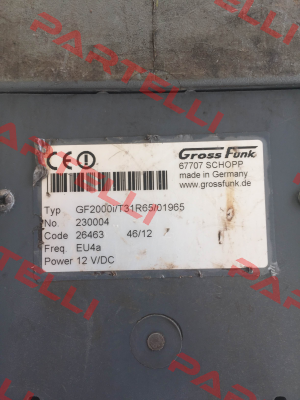 PARTELLI
CE
Gross Funk
67707 SCHOPP
made in Germany
www.grossfunk.de
Typ GF2000i/T31R65/01965
No 230004
Code 26463 46/12
Freq EU4a
Power 12 V/DC
PARTELLI
PARTELLI